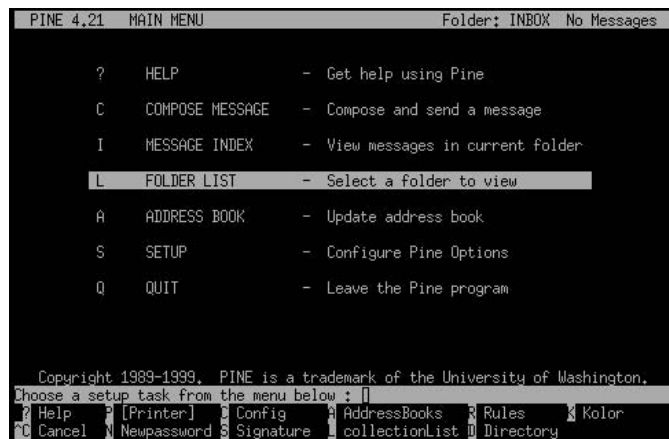 PINE 4.21   MAIN MENU   Folder: INBOX  No Messages
?   HELP   -  Get help using Pine
C   COMPOSE MESSAGE   -  Compose and send a message
I   MESSAGE INDEX   -  View messages in current folder
L   FOLDER LIST   -  Select a folder to view
A   ADDRESS BOOK   -  Update address book
S   SETUP   -  Configure Pine Options
Q   QUIT   -  Leave the Pine program
Copyright 1989-1999.  PINE is a trademark of the University of Washington.
Choose a setup task from the menu below :
? Help   P [Printer]   C Config   A AddressBooks   R Rules   K Kolor
^C Cancel   N Newpassword   S Signature   L collectionList   D Directory